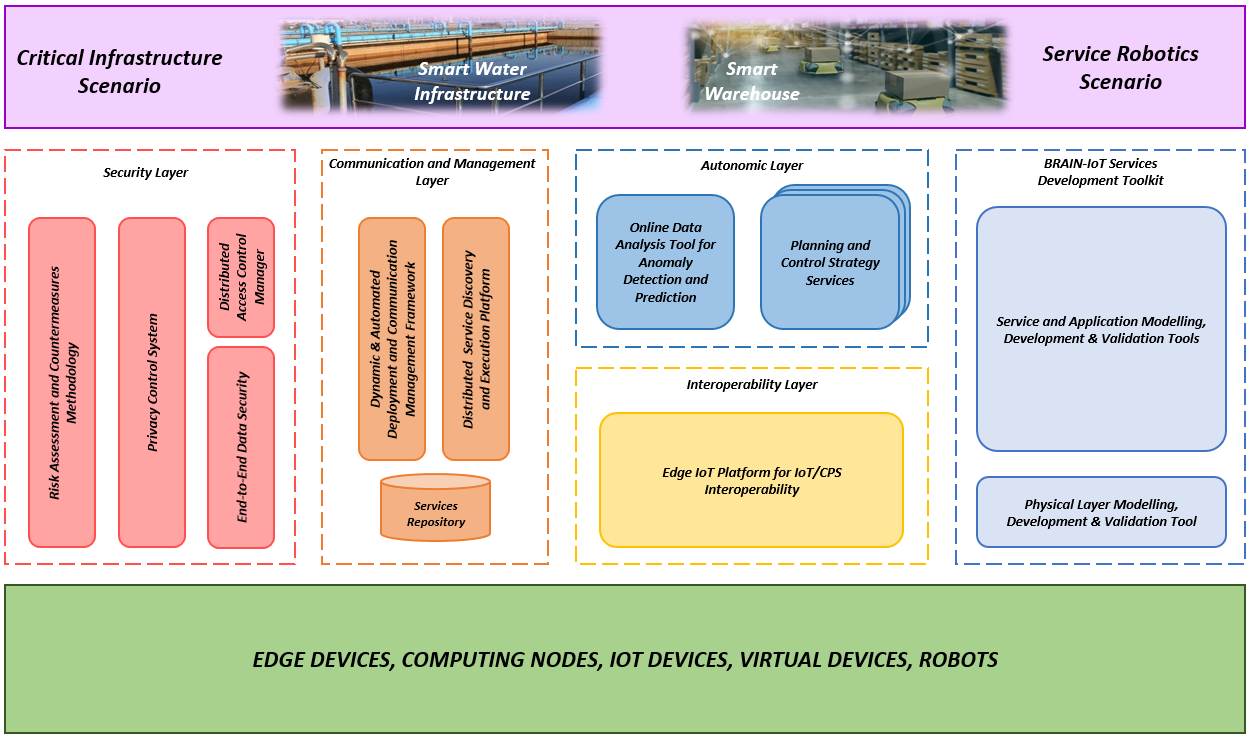 Critical Infrastructure
Scenario
Smart Water
Infrastructure
Smart
Warehouse
Service Robotics
Scenario
Security Layer
Risk Assessment and Countermeasures
Methodology
Privacy Control System
Distributed
Access Control
Manager
End-to-End Data Security
Communication and Management
Layer
Dynamic & Automated
Deployment and Communication
Management Framework
Distributed Service Discovery
and Execution Platform
Services
Repository
Autonomic Layer
Online Data
Analysis Tool for
Anomaly
Detection and
Prediction
Planning and
Control Strategy
Services
Interoperability Layer
Edge IoT Platform for IoT/CPS
Interoperability
BRAIN-IoT Services
Development Toolkit
Service and Application Modelling,
Development & Validation Tools
Physical Layer Modelling,
Development & Validation Tool
EDGE DEVICES, COMPUTING NODES, IOT DEVICES, VIRTUAL DEVICES, ROBOTS